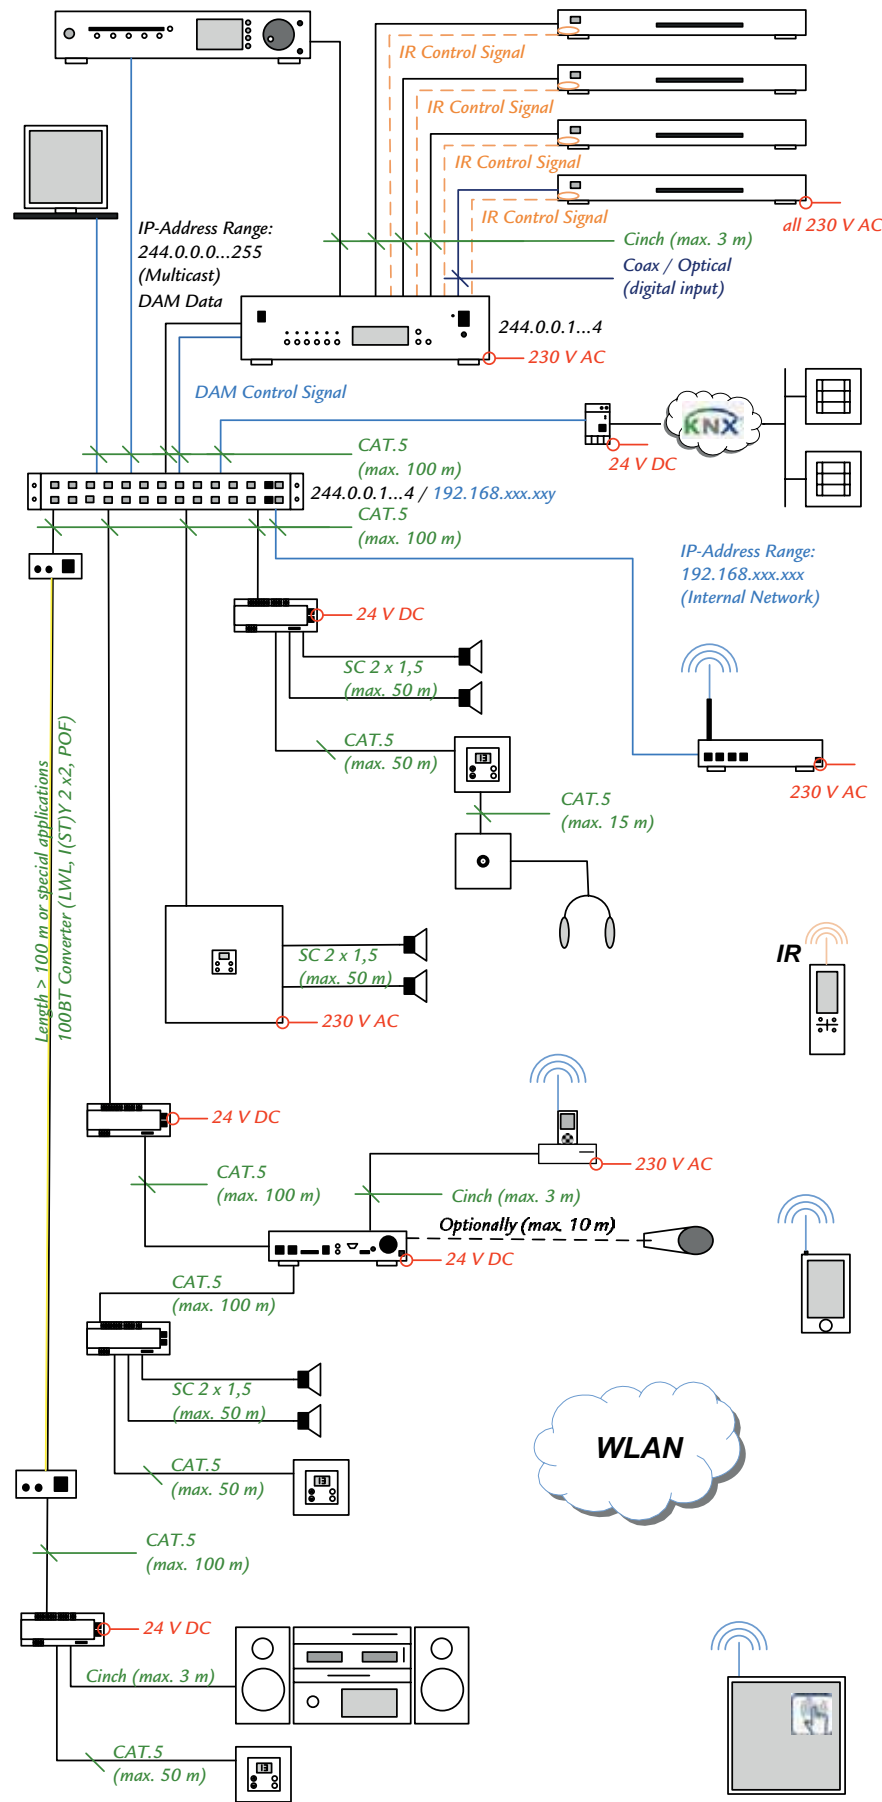 IR Control Signal
IR Control Signal
IR Control Signal
IR Control Signal
all 230 V AC
IP-Address Range:
244.0.0.0...255
(Multicast)
DAM Data
Cinch (max. 3 m)
Coax / Optical
(digital input)
244.0.0.1...4
230 V AC
DAM Control Signal
KNX
CAT.5
(max. 100 m)
24 V DC
244.0.0.1...4 / 192.168.xxx.xxy
CAT.5
(max. 100 m)
IP-Address Range:
192.168.xxx.xxx
(Internal Network)
24 V DC
SC 2 x 1,5
(max. 50 m)
CAT.5
(max. 50 m)
230 V AC
CAT.5
(max. 15 m)
Length > 100 m or special applications
100BT Converter (LWL, I(ST)Y 2 x2, POF)
SC 2 x 1,5
(max. 50 m)
IR
230 V AC
24 V DC
230 V AC
CAT.5
(max. 100 m)
Cinch (max. 3 m)
Optionally (max. 10 m)
24 V DC
CAT.5
(max. 100 m)
SC 2 x 1,5
(max. 50 m)
WLAN
CAT.5
(max. 50 m)
CAT.5
(max. 100 m)
24 V DC
Cinch (max. 3 m)
CAT.5
(max. 50 m)